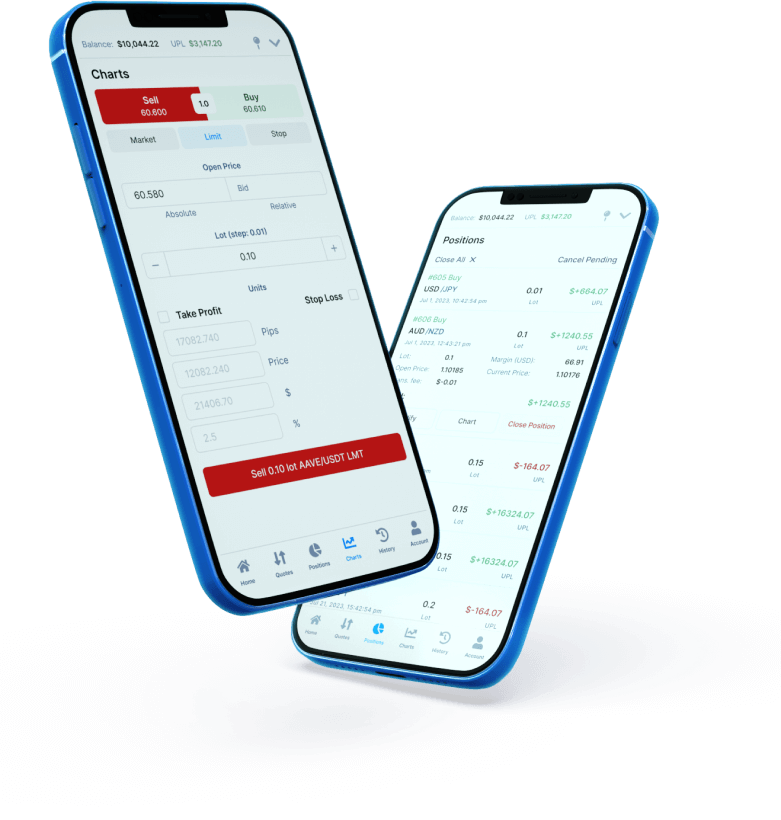 Balance: $10,044.22 UPL $3,147.20
Charts
Sell 1.0 Buy
60.600 60.610
Market Limit Stop
Open Price
60.580 Bid
Absolute Relative
Lot (step: 0.01)
− 0.10 +
Units
Take Profit Stop Loss
17082.740 Pips
12082.240 Price
21406.70 $
2.5 %
Sell 0.10 lot AAVE/USDT LMT
Home Quotes Positions Charts History Account
Balance: $10,044.22 UPL $3,147.20
Positions
Close All ✕ Cancel Pending
#605 Buy
USD/JPY 0.01 $+664.07
Jul 1, 2023, 10:42:54 pm Lot UPL
#606 Buy
AUD/NZD 0.1 $+1240.55
Jul 1, 2023, 12:43:21 pm Lot UPL
Lot: 0.1 Margin (USD): 66.91
Open Price: 1.10185 Current Price: 1.10176
fee: $-0.01
$+1240.55
Chart Close Position
0.15 $-164.07
Lot UPL
0.15 $+16324.07
Lot UPL
0.15 $+16324.07
Lot UPL
0.2 $-164.07
Jul 21, 2023, 15:42:54 pm Lot UPL
Home Quotes Positions Charts History Account